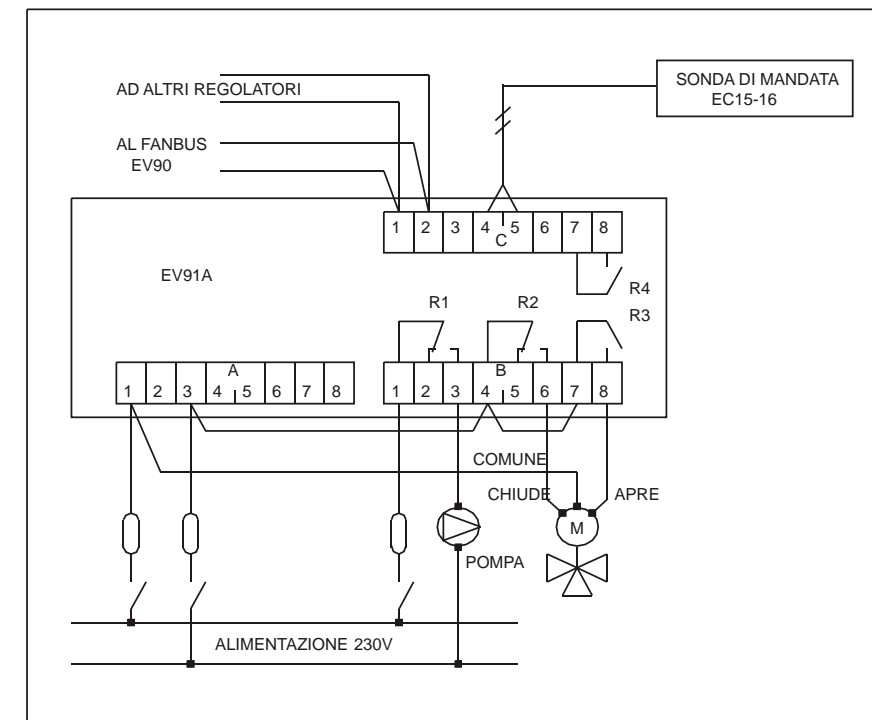 SONDA DI MANDATA
EC15-16
AD ALTRI REGOLATORI
AL FANBUS
EV90
1 2 3 4 5 6 7 8
C
EV91A
R4
R1 R2 R3
A B
1 2 3 4 5 6 7 8 1 2 3 4 5 6 7 8
COMUNE
CHIUDE APRE
M
POMPA
ALIMENTAZIONE 230V